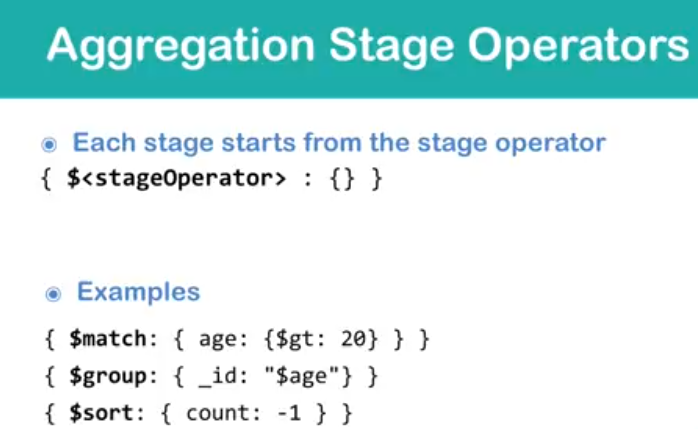 Aggregation Stage Operators
Each stage starts from the stage operator
{ $<stageOperator> : {} }
Examples
{ $match: { age: {$gt: 20} } }
{ $group: { _id: "$age"} }
{ $sort: { count: -1 } }